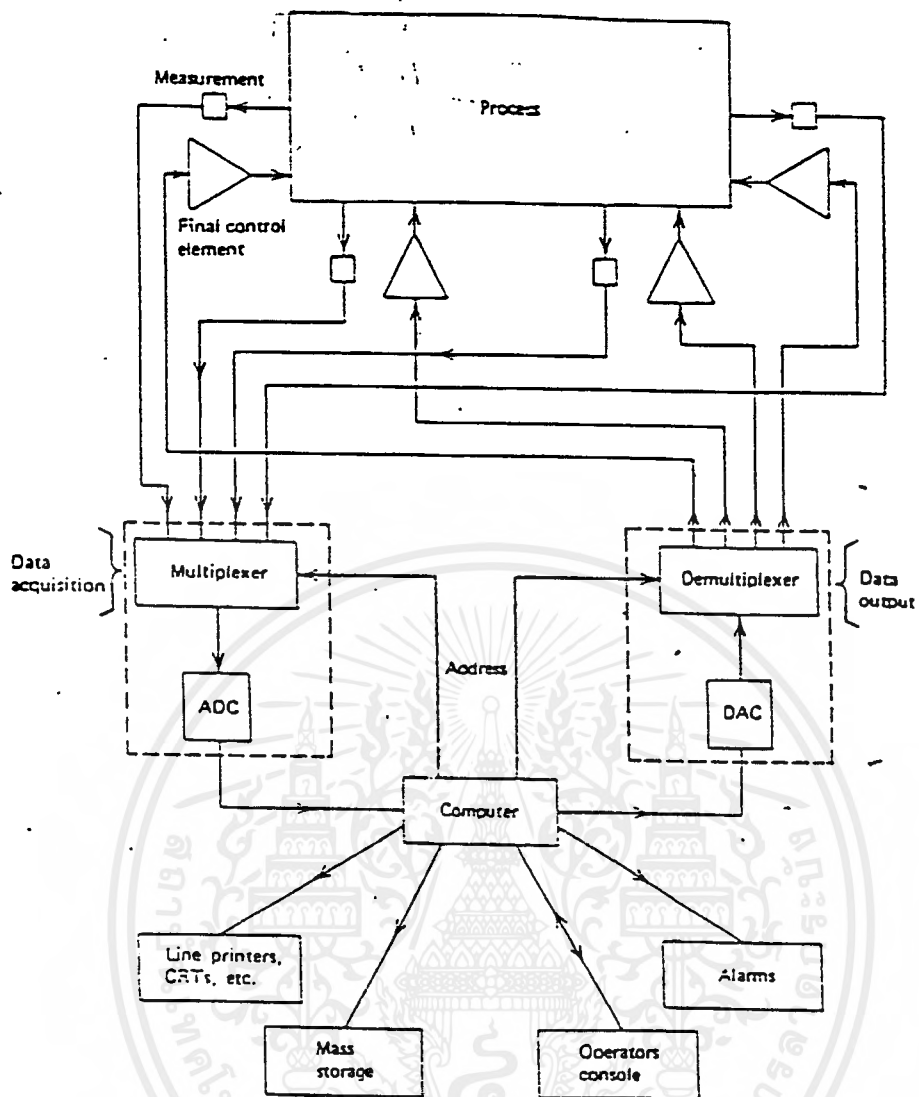 Measurement
Process
Final control
element
Data
acquisition
Multiplexer
Demultiplexer
Data
output
Address
ADC
DAC
Computer
Line printers,
CRTs, etc.
Alarms
Mass
storage
Operators
console